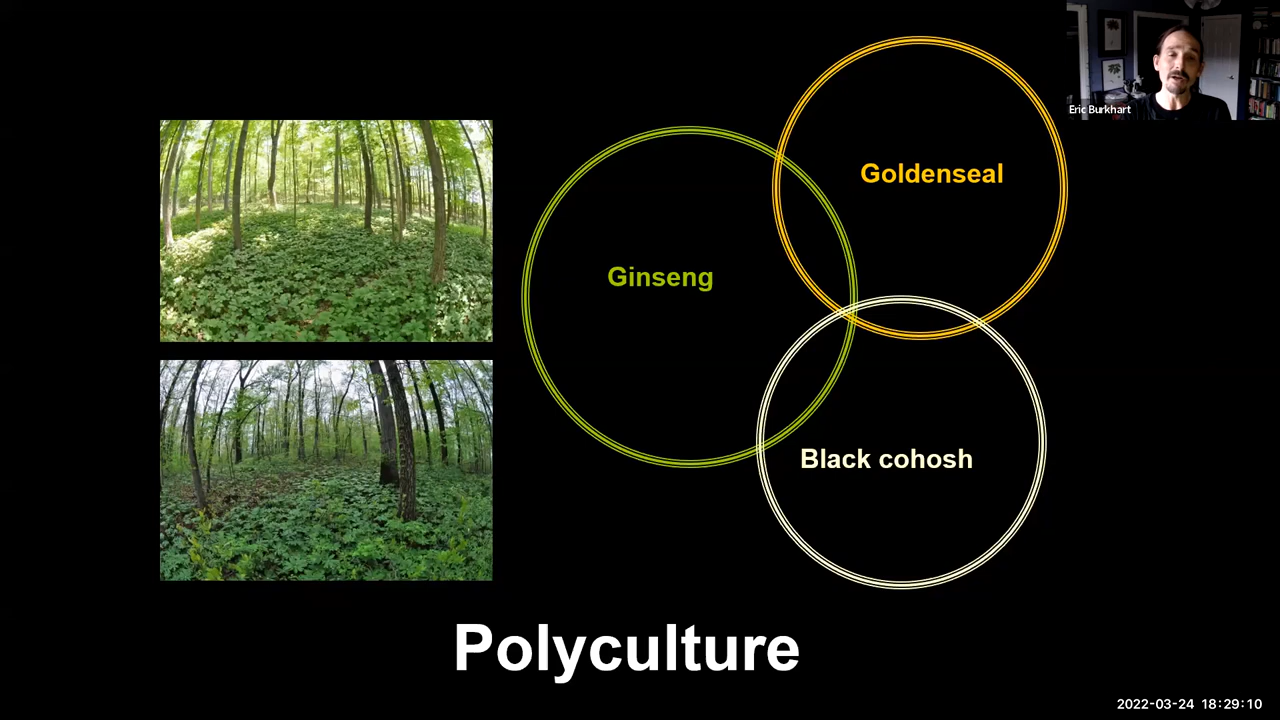 Eric Burkhart
Goldenseal
Ginseng
Black cohosh
Polyculture
2022-03-24 18:29:10